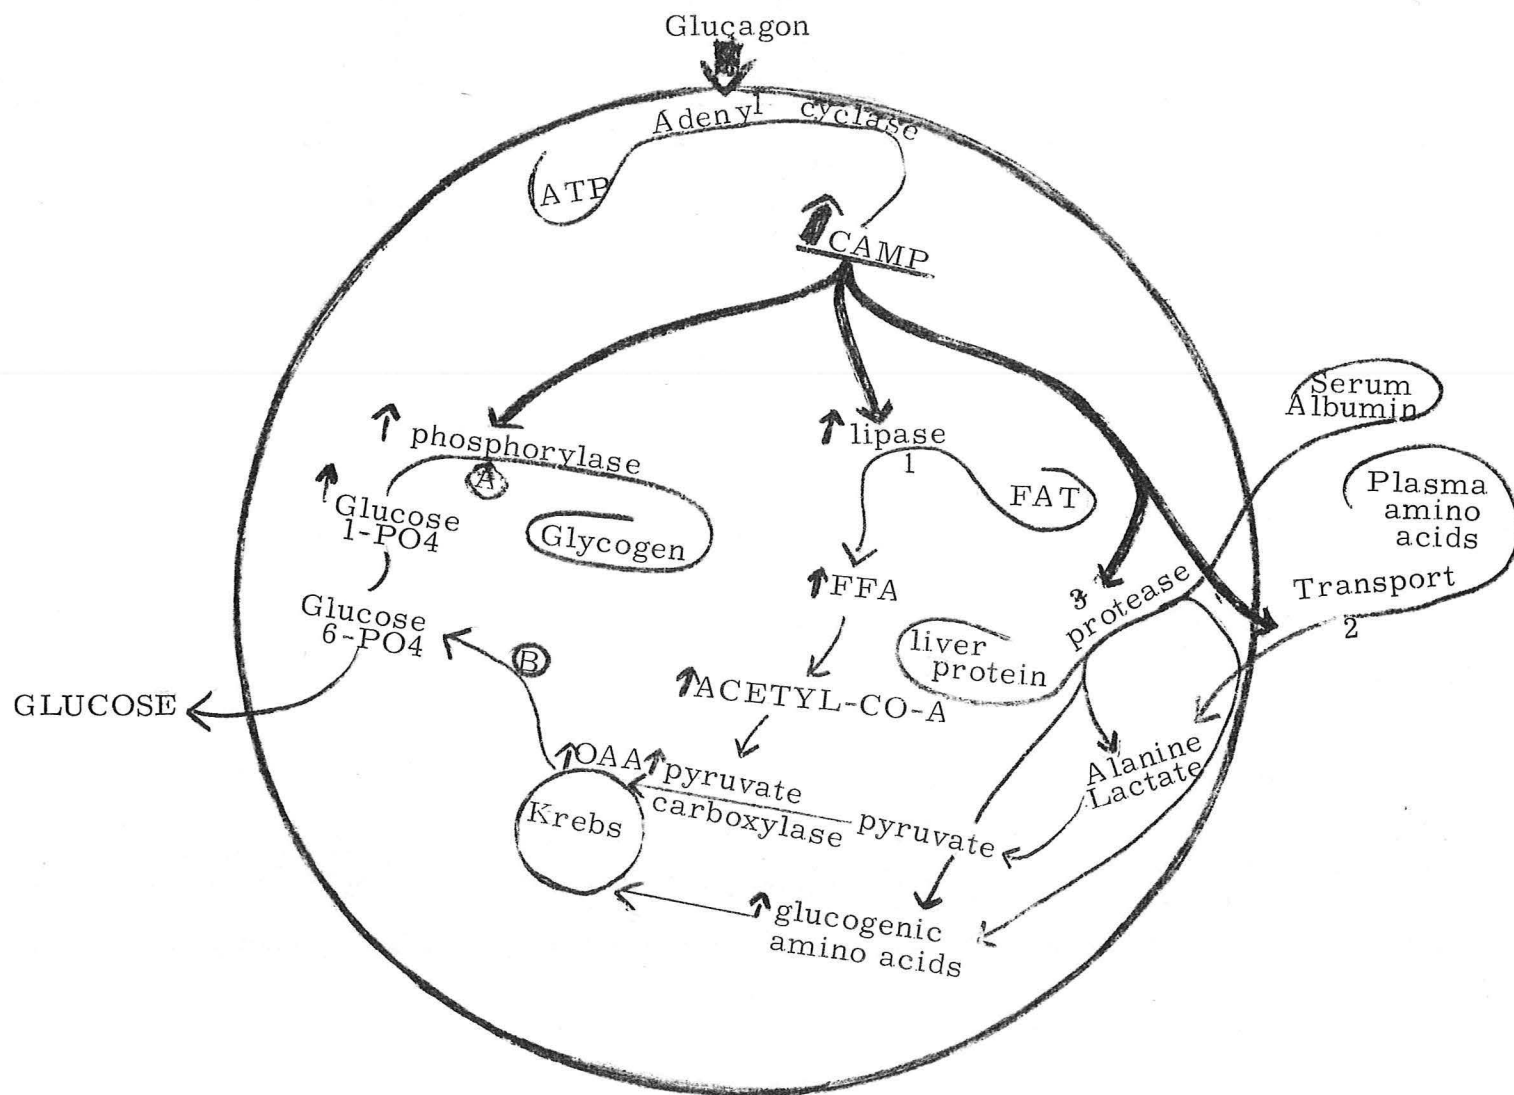 Glucagon
Adenyl cyclase
ATP
CAMP
phosphorylase
A
Glucose
1-PO4
Glycogen
Glucose
6-PO4
GLUCOSE
B
lipase
1
FAT
FFA
ACETYL-CO-A
OAA
pyruvate
carboxylase
pyruvate
Krebs
glucogenic
amino acids
liver
protein
3
protease
Serum
Albumin
Plasma
amino
acids
Transport
2
Alanine
Lactate